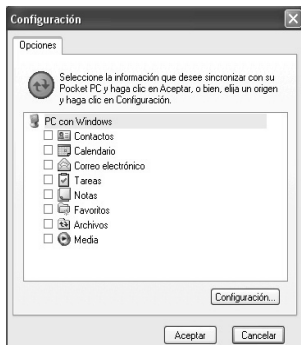 Configuración
Opciones
Seleccione la información que desee sincronizar con su
Pocket PC y haga clic en Aceptar, o bien, elija un origen
y haga clic en Configuración.
PC con Windows
Contactos
Calendario
Correo electrónico
Tareas
Notas
Favoritos
Archivos
Media
Configuración...
Aceptar Cancelar